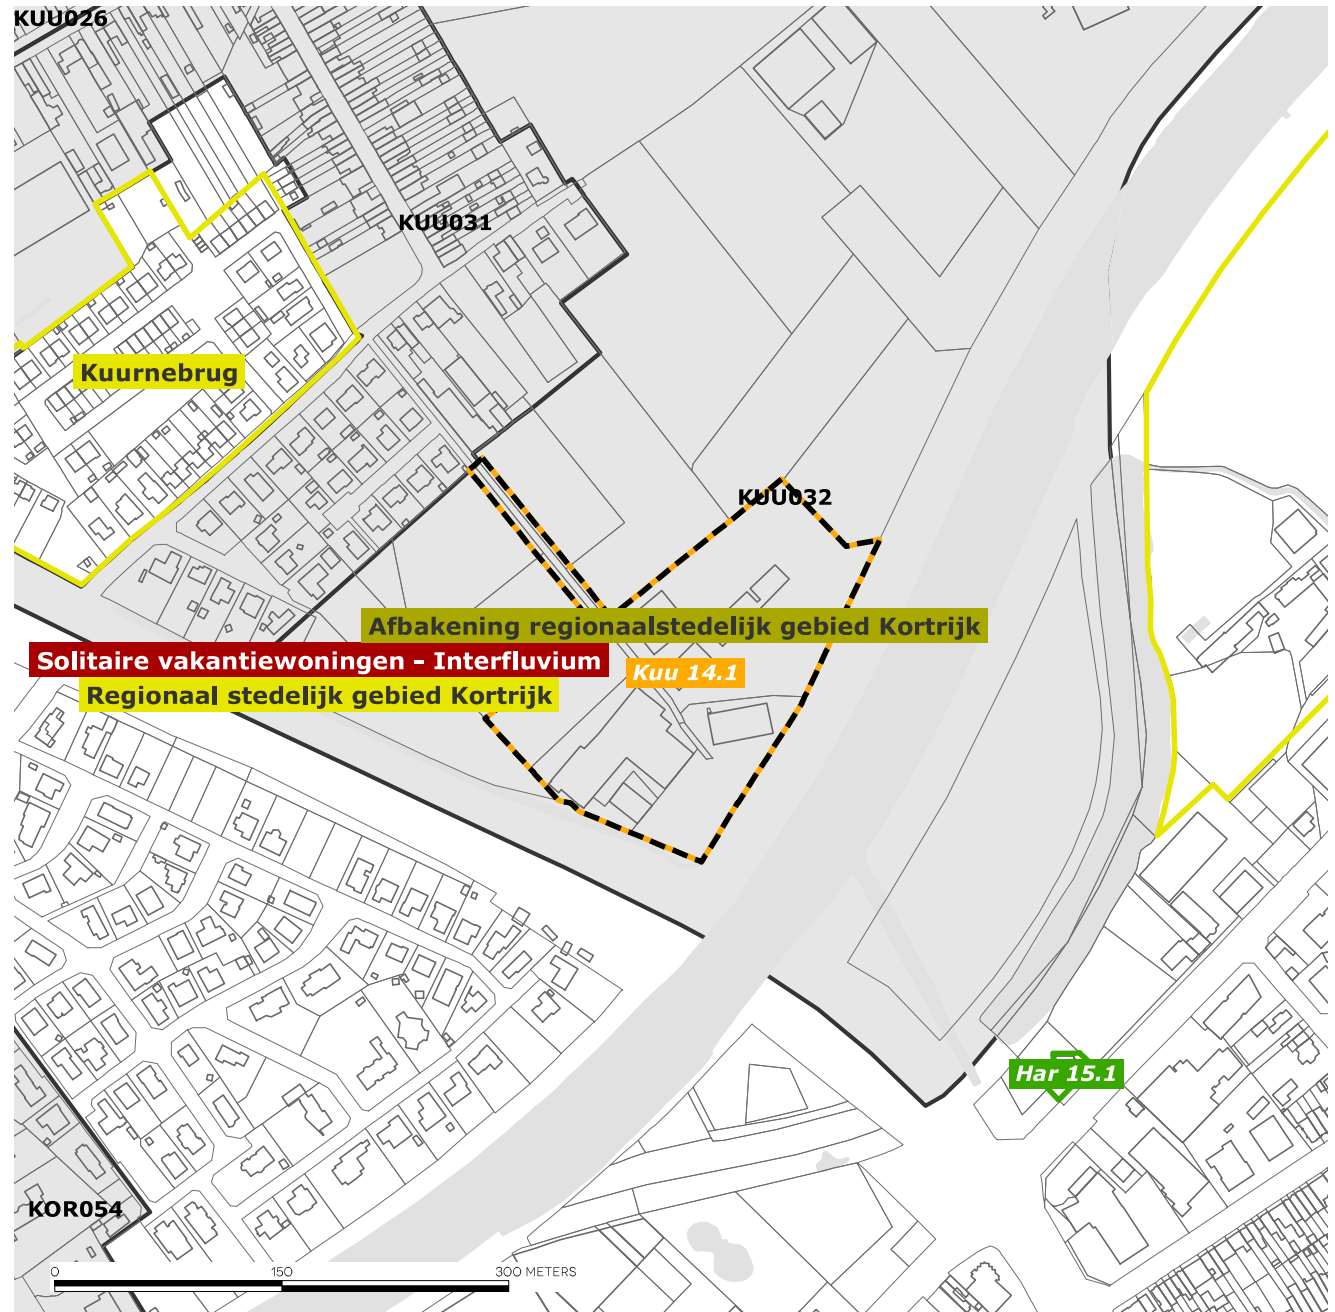 KUU026
KUU031
Kuurnebrug
KUU032
Afbakening regionaalstedelijk gebied Kortrijk
Solitaire vakantiewoningen - Interfluvium
Kuu 14.1
Regionaal stedelijk gebied Kortrijk
Har 15.1
KOR054
0 150 300 METERS